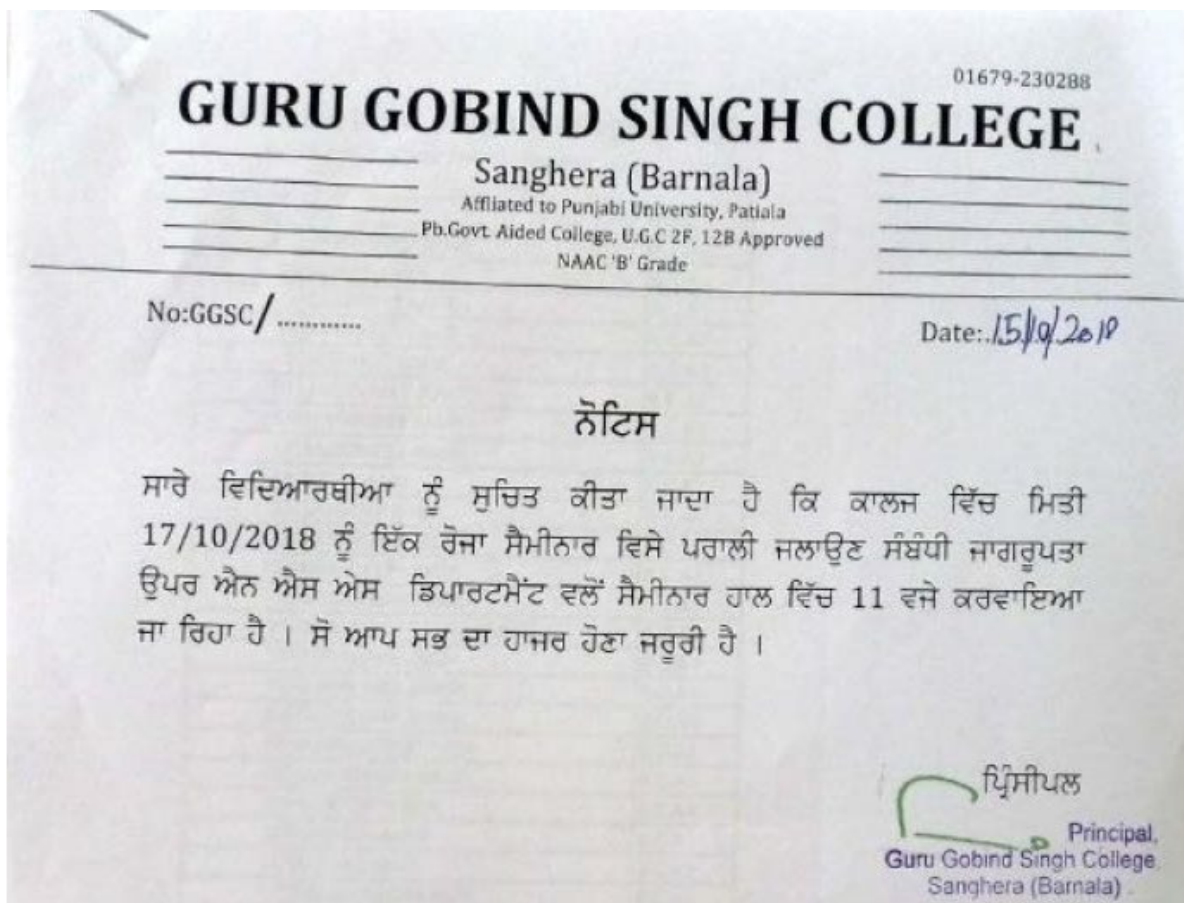 01679-230288
GURU GOBIND SINGH COLLEGE
Sanghera (Barnala)
Affliated to Punjabi University, Patiala
Pb.Govt. Aided College, U.G.C 2F, 12B Approved
NAAC 'B' Grade
No:GGSC/ ............
Date:.15/10/2018
ਨੋਟਿਸ
ਸਾਰੇ ਵਿਦਿਆਰਥੀਆ ਨੂੰ ਸੁਚਿਤ ਕੀਤਾ ਜਾਦਾ ਹੈ ਕਿ ਕਾਲਜ ਵਿੱਚ ਮਿਤੀ
17/10/2018 ਨੂੰ ਇੱਕ ਰੋਜਾ ਸੈਮੀਨਾਰ ਵਿਸੇ ਪਰਾਲੀ ਜਲਾਉਣ ਸੰਬੰਧੀ ਜਾਗਰੂਪਤਾ
ਉਪਰ ਐਨ ਐਸ ਐਸ ਡਿਪਾਰਟਮੈਂਟ ਵਲੋਂ ਸੈਮੀਨਾਰ ਹਾਲ ਵਿੱਚ 11 ਵਜੇ ਕਰਵਾਇਆ
ਜਾ ਰਿਹਾ ਹੈ । ਸੋ ਆਪ ਸਭ ਦਾ ਹਾਜਰ ਹੋਣਾ ਜਰੂਰੀ ਹੈ ।
ਪ੍ਰਿੰਸੀਪਲ
Principal,
Guru Gobind Singh College
Sanghera (Barnala)